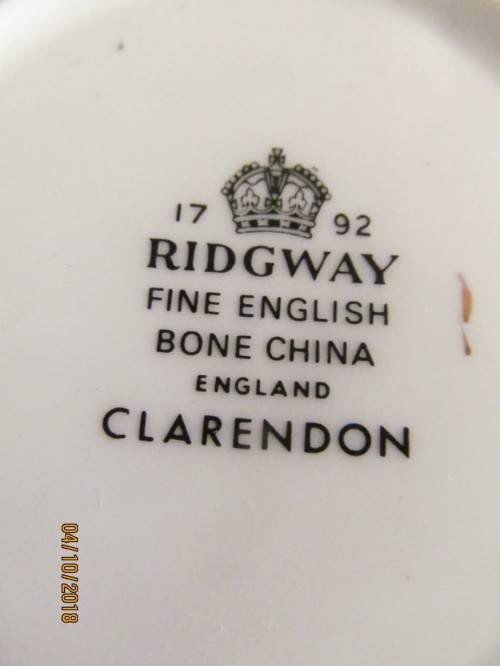 17 92
RIDGWAY
FINE ENGLISH
BONE CHINA
ENGLAND
CLARENDON
04/10/2018